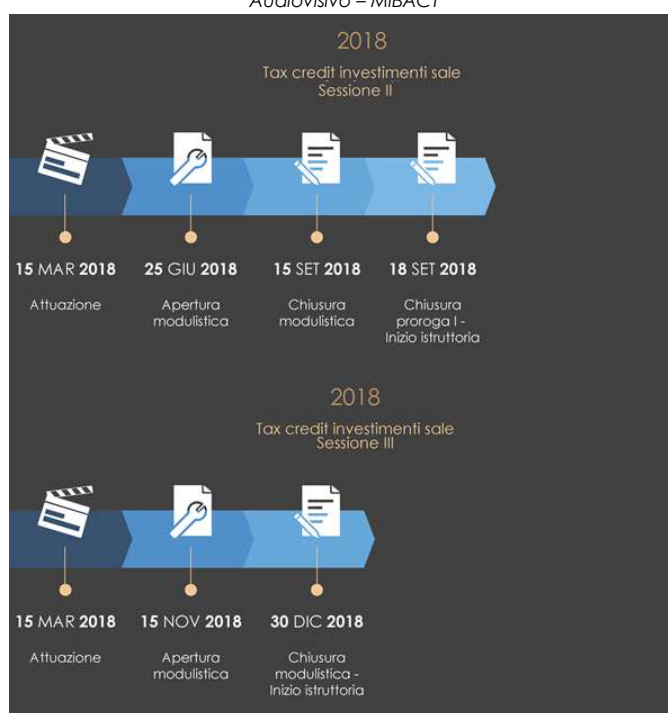 Audiovisivo – MiBACT
2018
Tax credit investimenti sale
Sessione II
15 MAR 2018
25 GIU 2018
15 SET 2018
18 SET 2018
Attuazione
Apertura
modulistica
Chiusura
modulistica
Chiusura
proroga I -
Inizio istruttoria
2018
Tax credit investimenti sale
Sessione III
15 MAR 2018
15 NOV 2018
30 DIC 2018
Attuazione
Apertura
modulistica
Chiusura
modulistica -
Inizio istruttoria